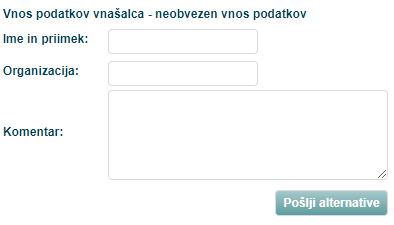 Vnos podatkov vnašalca - neobvezen vnos podatkov
Ime in priimek:
Organizacija:
Komentar:
Pošlji alternative